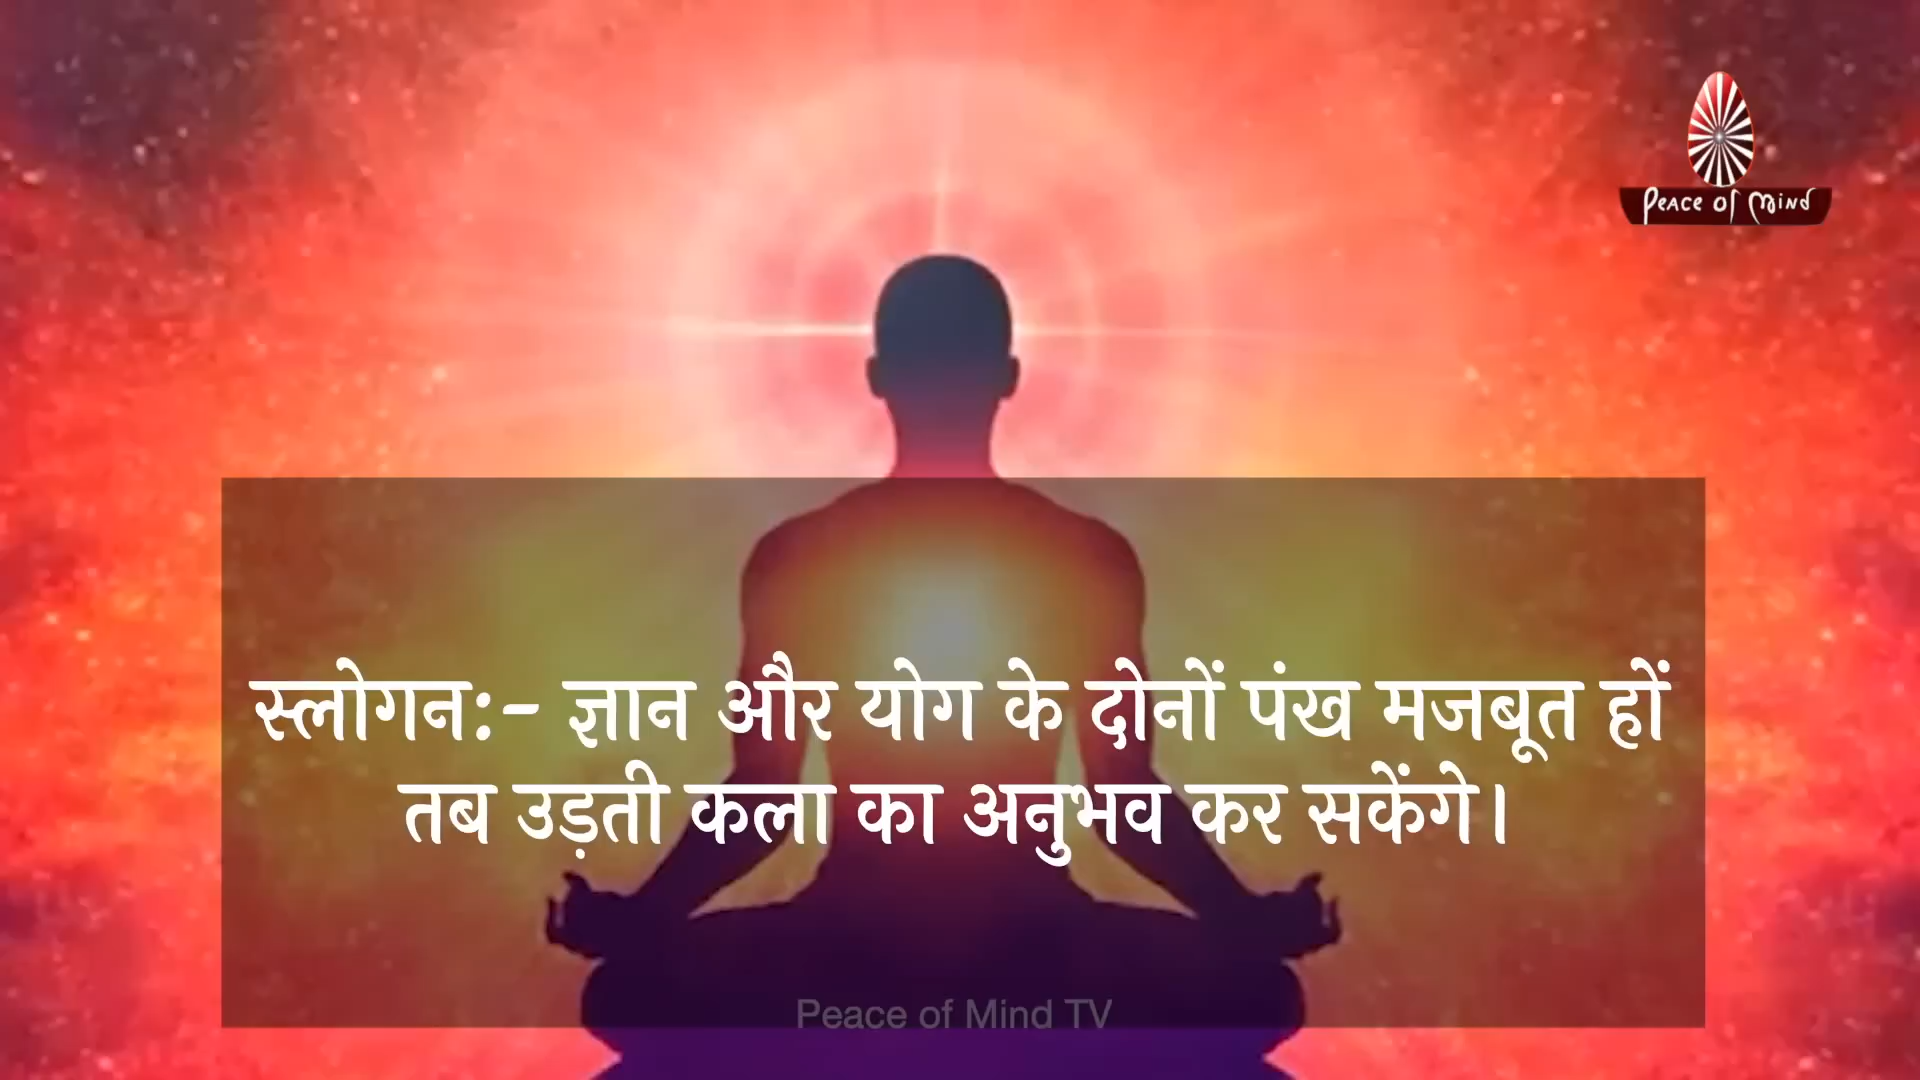 Peace of Mind
स्लोगन:- ज्ञान और योग के दोनों पंख मजबूत हों
तब उड़ती कला का अनुभव कर सकेंगे।
Peace of Mind TV